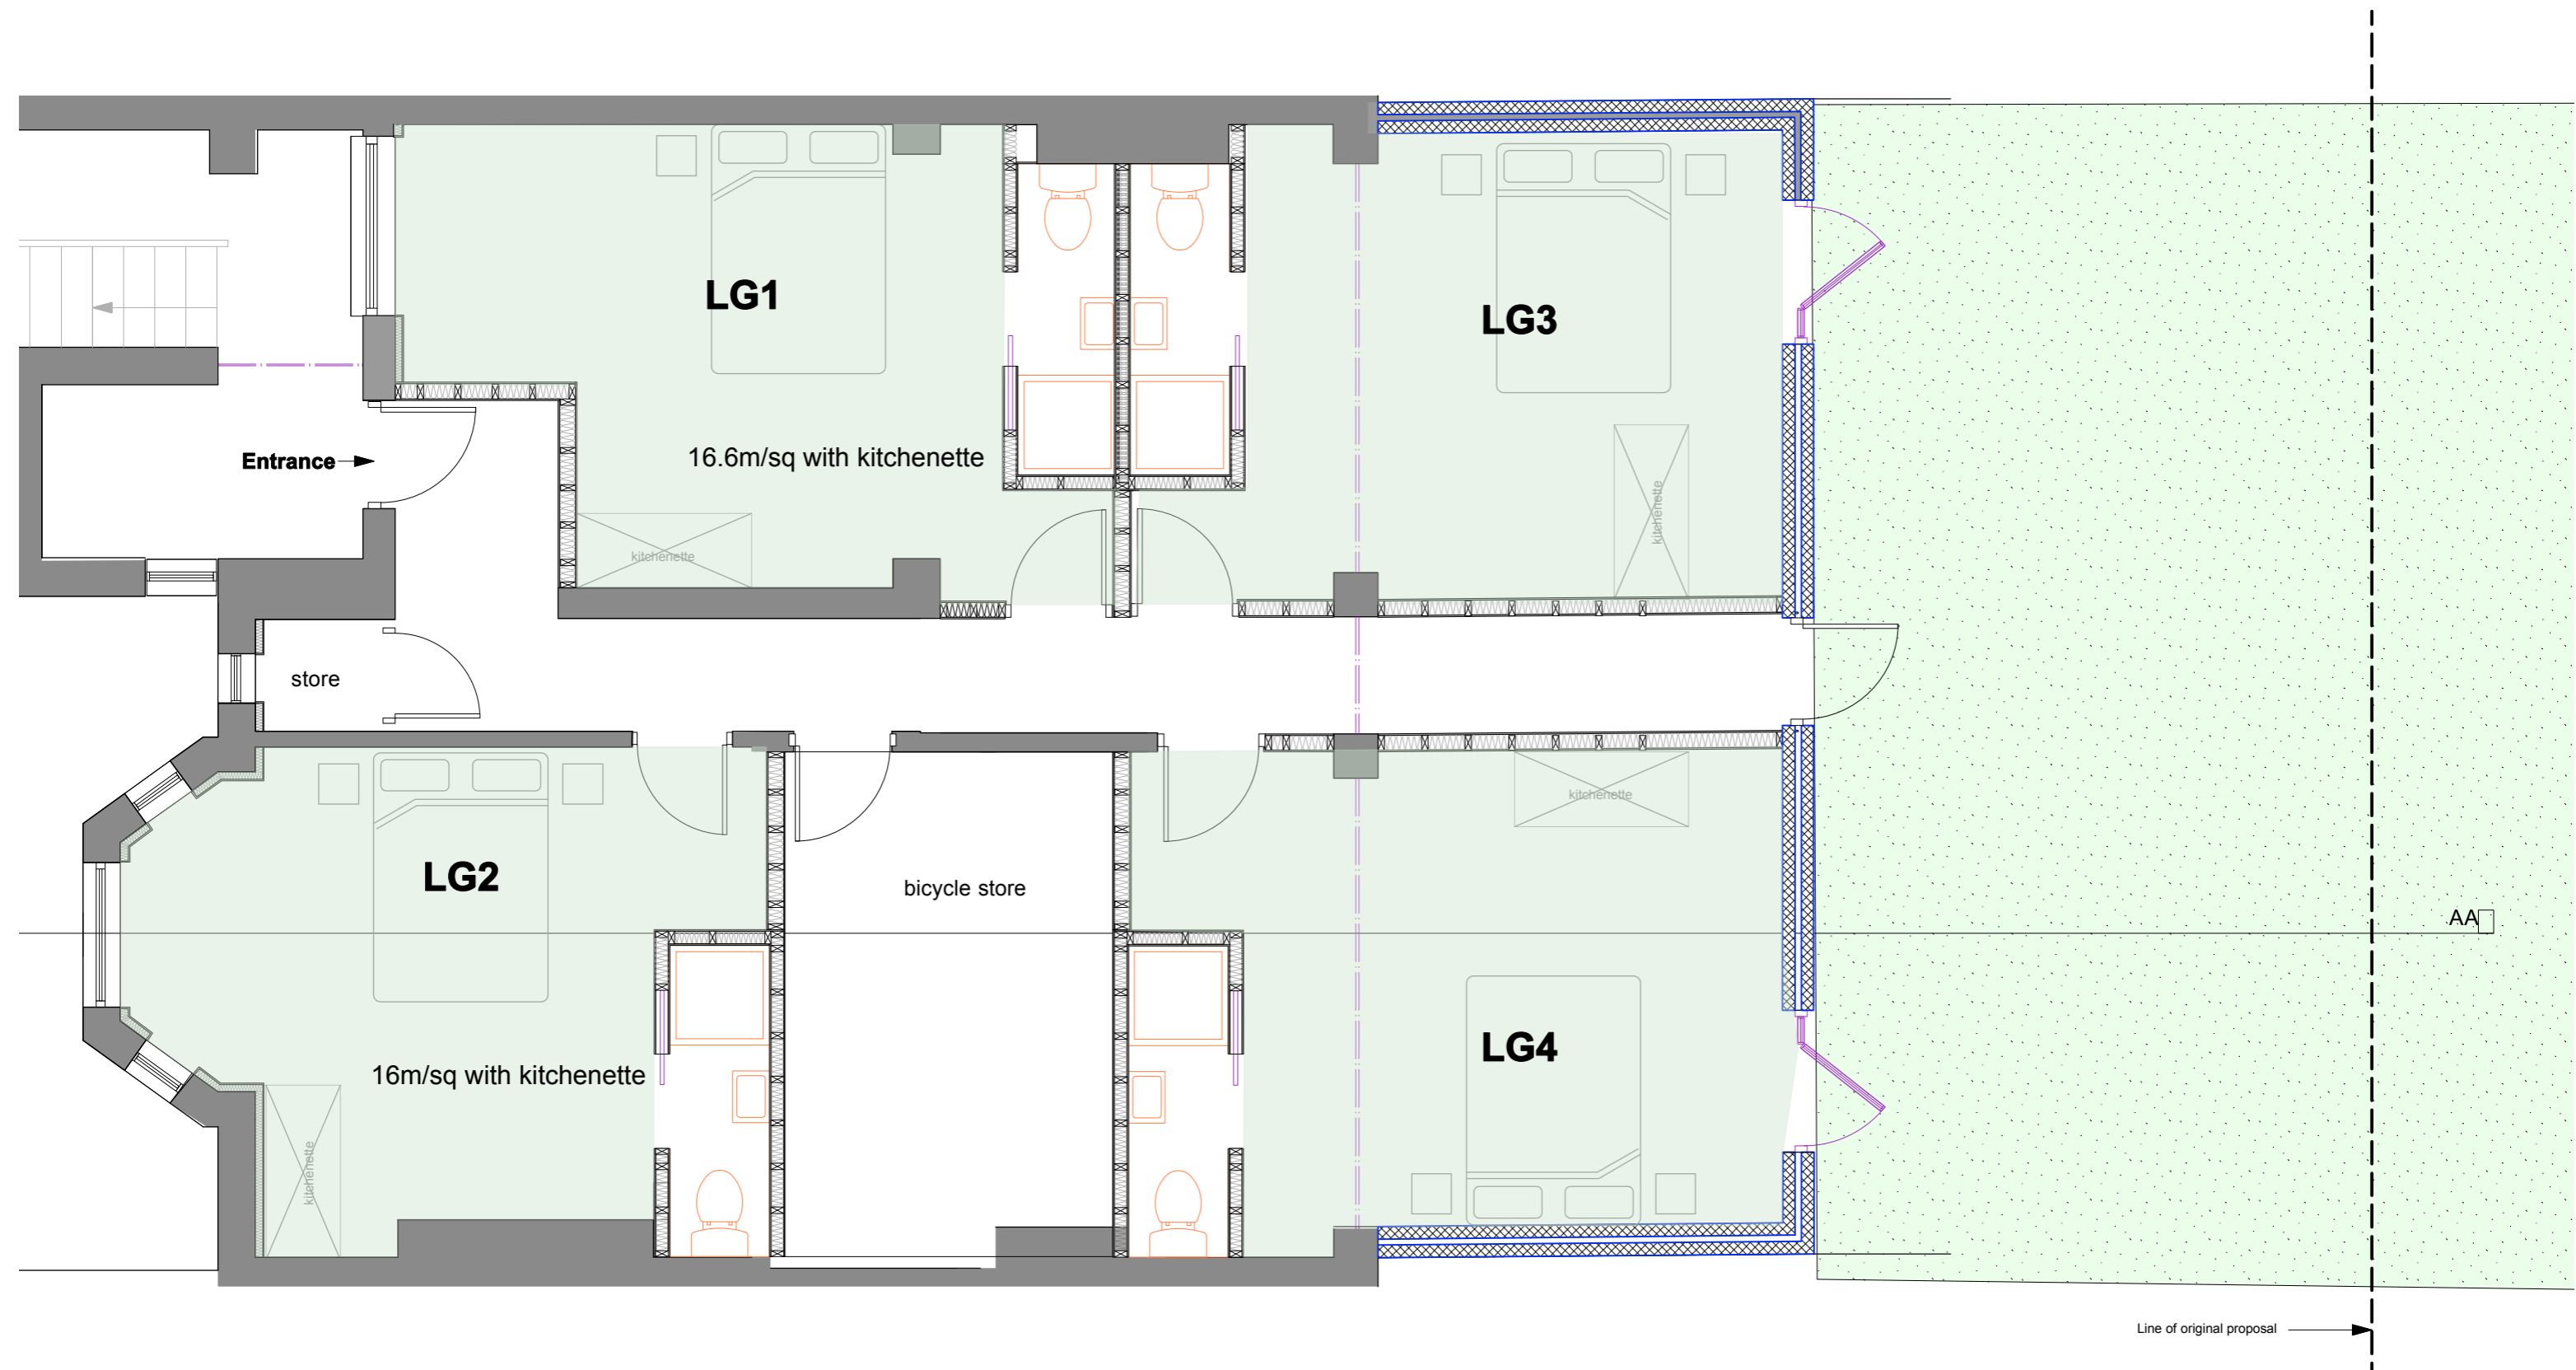 LG1
LG3
16.6m/sq with kitchenette
Entrance
kitchenette
kitchenette
store
kitchenette
LG2
bicycle store
AA
LG4
16m/sq with kitchenette
kitchenette
Line of original proposal